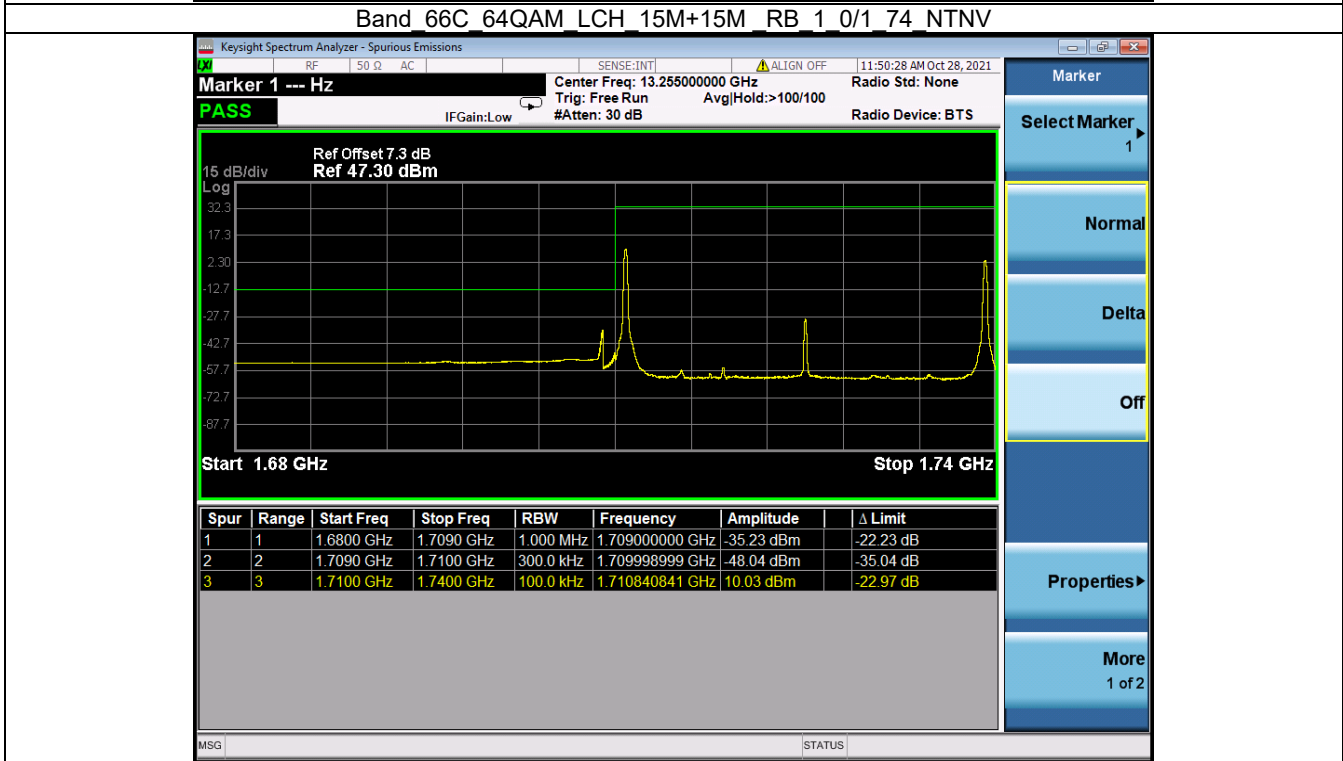 Band_66C_64QAM_LCH_15M+15M _RB_1_0/1_74_NTNV
Keysight Spectrum Analyzer - Spurious Emissions
LXI RF 50 Ω AC SENSE:INT ALIGN OFF 11:50:28 AM Oct 28, 2021
Marker 1 --- Hz
Center Freq: 13.255000000 GHz
Radio Std: None
Trig: Free Run Avg|Hold:>100/100
PASS
IFGain:Low
#Atten: 30 dB
Radio Device: BTS
Ref Offset 7.3 dB
15 dB/div Ref 47.30 dBm
Log
32.3
17.3
2.30
-12.7
-27.7
-42.7
-57.7
-72.7
-87.7
Start 1.68 GHz Stop 1.74 GHz
Spur Range Start Freq Stop Freq RBW Frequency Amplitude Δ Limit
1 1 1.6800 GHz 1.7090 GHz 1.000 MHz 1.709000000 GHz -35.23 dBm -22.23 dB
2 2 1.7090 GHz 1.7100 GHz 300.0 kHz 1.709998999 GHz -48.04 dBm -35.04 dB
3 3 1.7100 GHz 1.7400 GHz 100.0 kHz 1.710840841 GHz 10.03 dBm -22.97 dB
MSG STATUS
Marker
Select Marker
1
Normal
Delta
Off
Properties
More
1 of 2